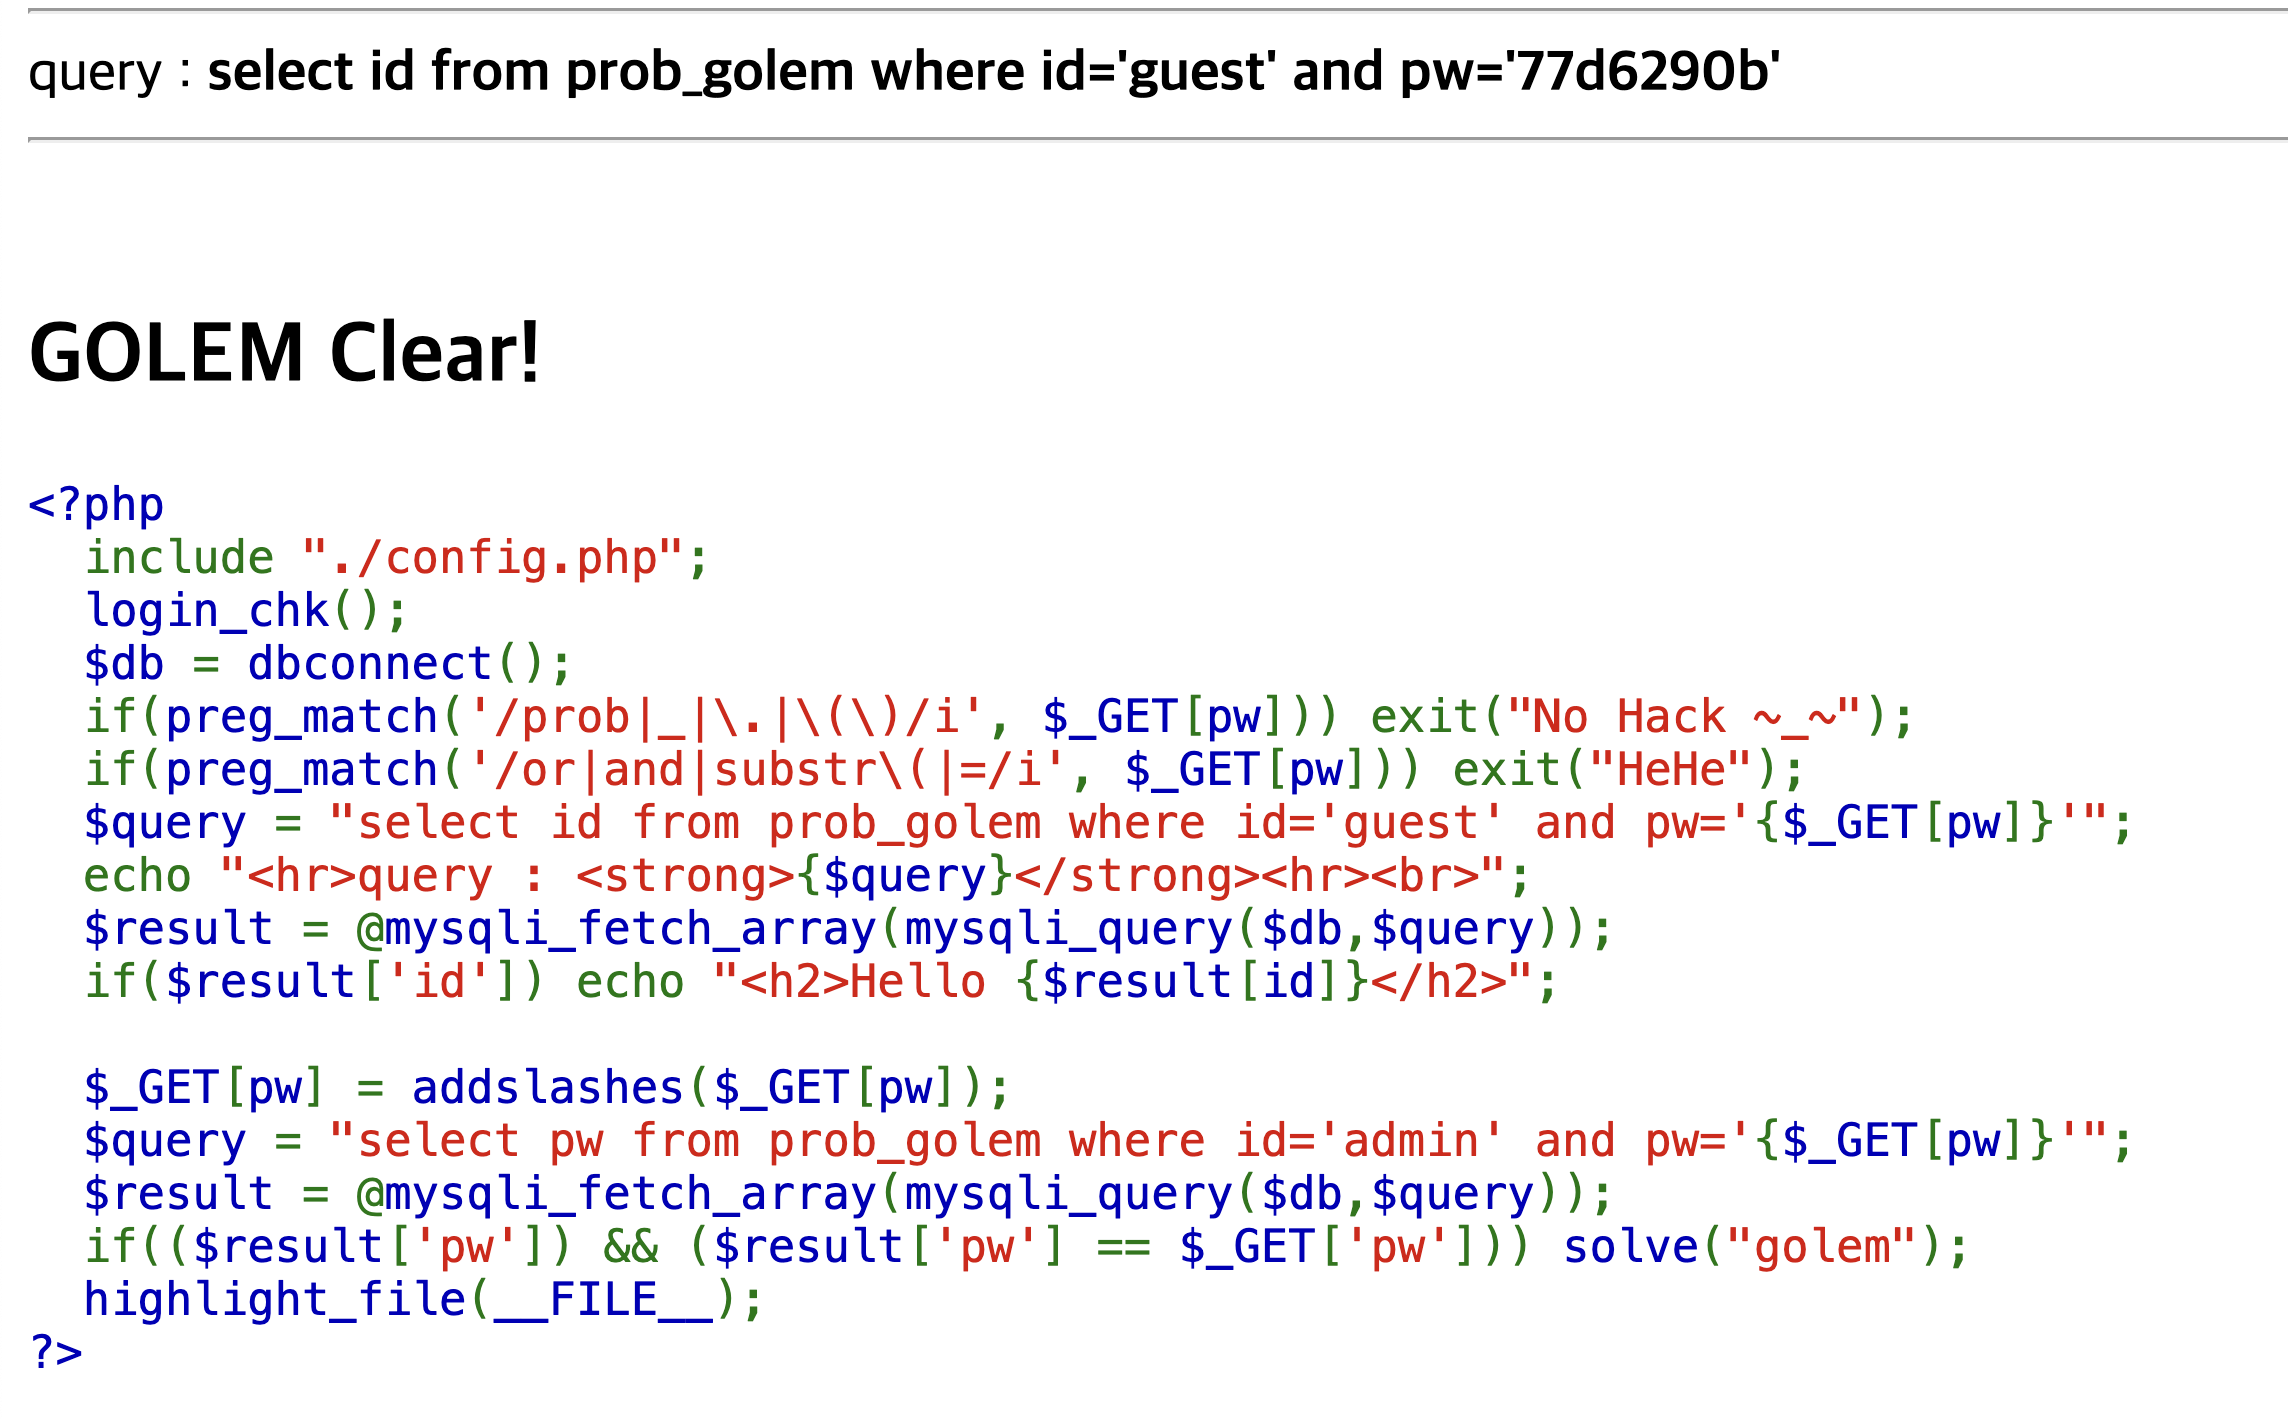 query : select id from prob_golem where id='guest' and pw='77d6290b'
GOLEM Clear!
<?php
  include "./config.php";
  login_chk();
  $db = dbconnect();
  if(preg_match('/prob|_|\.|\(\)/i', $_GET[pw])) exit("No Hack ~_~");
  if(preg_match('/or|and|substr\(|=/i', $_GET[pw])) exit("HeHe");
  $query = "select id from prob_golem where id='guest' and pw='{$_GET[pw]}'";
  echo "<hr>query : <strong>{$query}</strong><hr><br>";
  $result = @mysqli_fetch_array(mysqli_query($db,$query));
  if($result['id']) echo "<h2>Hello {$result[id]}</h2>";
  $_GET[pw] = addslashes($_GET[pw]);
  $query = "select pw from prob_golem where id='admin' and pw='{$_GET[pw]}'";
  $result = @mysqli_fetch_array(mysqli_query($db,$query));
  if(($result['pw']) && ($result['pw'] == $_GET['pw'])) solve("golem");
  highlight_file(__FILE__);
?>